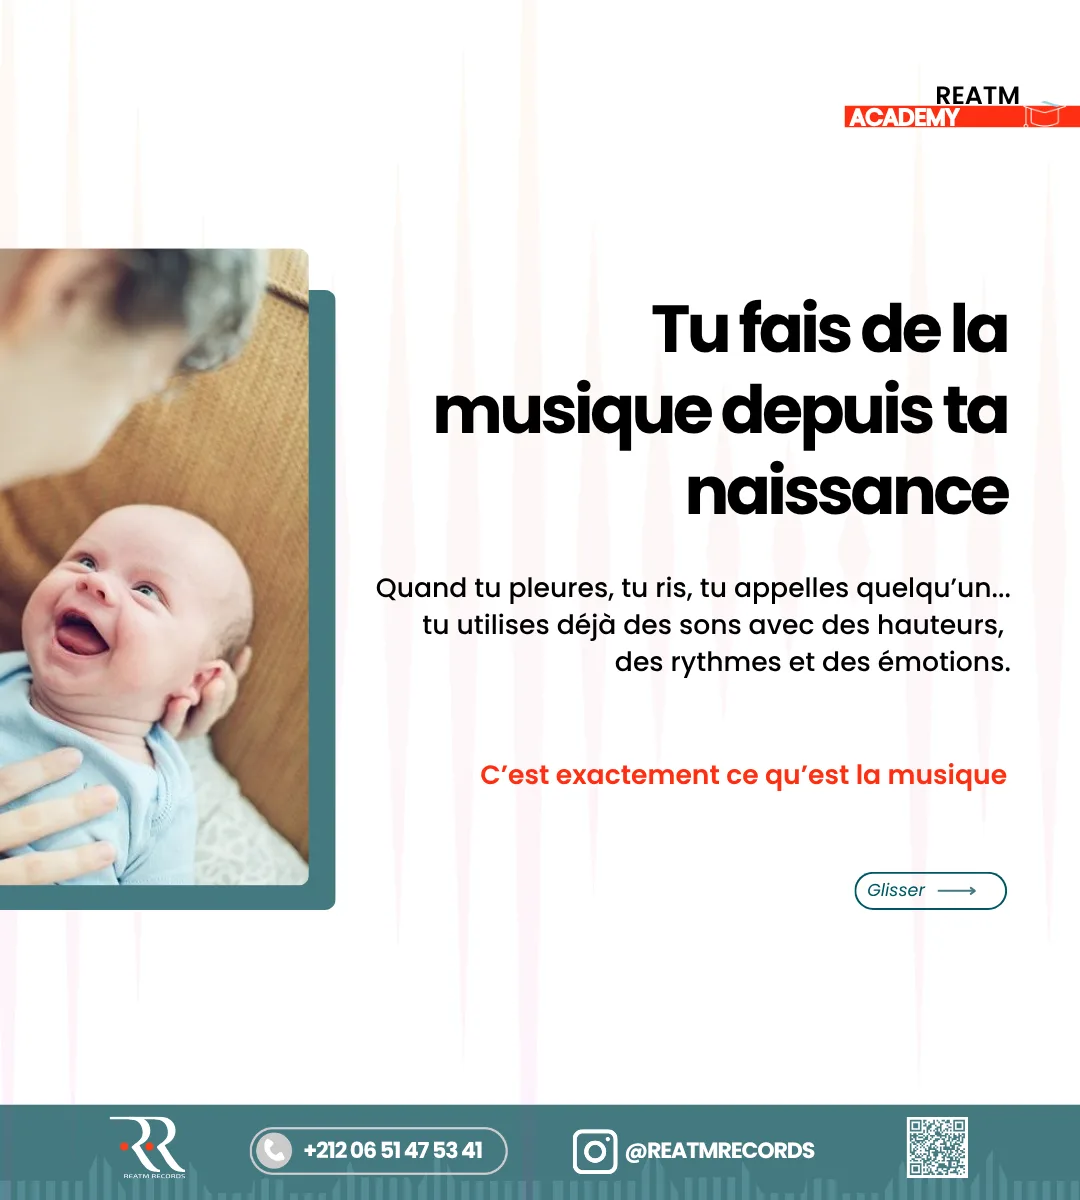 REATM
ACADEMY
Tu fais de la
musique depuis ta
naissance
Quand tu pleures, tu ris, tu appelles quelqu’un...
tu utilises déjà des sons avec des hauteurs,
des rythmes et des émotions.
C’est exactement ce qu’est la musique
Glisser
RR
REATM RECORDS
+212 06 51 47 53 41
@REATMRECORDS